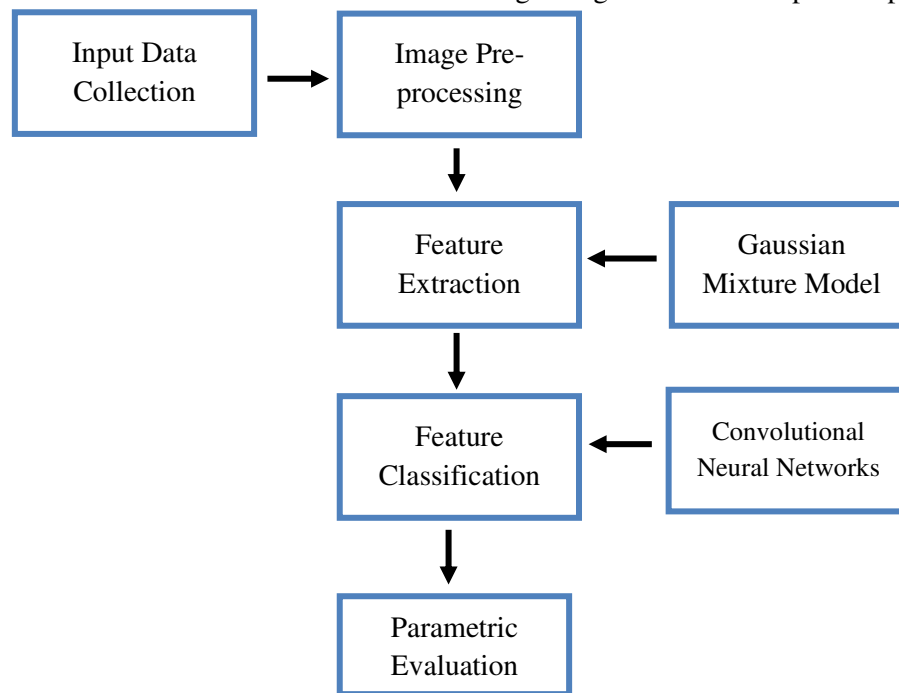 Input Data
Collection
Image Pre-
processing
Feature
Extraction
Gaussian
Mixture Model
Feature
Classification
Convolutional
Neural Networks
Parametric
Evaluation